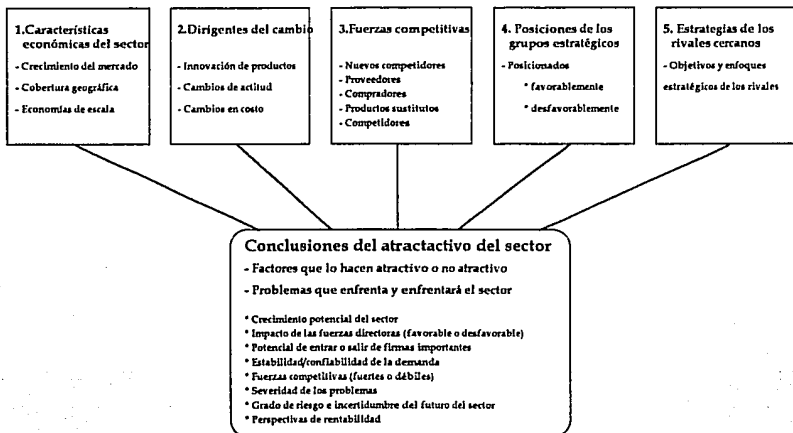 1.Características
económicas del sector
- Crecimiento del mercado
- Cobertura geográfica
- Economías de escala
2.Dirigentes del cambio
- Innovación de productos
- Cambios de actitud
- Cambios en costo
3.Fuerzas competitivas
- Nuevos competidores
- Proveedores
- Compradores
- Productos sustitutos
- Competidores
4. Posiciones de los
grupos estratégicos
- Posicionados
* favorablemente
* desfavorablemente
5. Estrategias de los
rivales cercanos
- Objetivos y enfoques
estratégicos de los rivales
Conclusiones del atractactivo del sector
- Factores que lo hacen atractivo o no atractivo
- Problemas que enfrenta y enfrentará el sector
* Crecimiento potencial del sector
* Impacto de las fuerzas directoras (favorable o desfavorable)
* Potencial de entrar o salir de firmas importantes
* Estabilidad/confiabilidad de la demanda
* Fuerzas competitivas (fuertes o débiles)
* Severidad de los problemas
* Grado de riesgo e incertidumbre del futuro del sector
* Perspectivas de rentabilidad